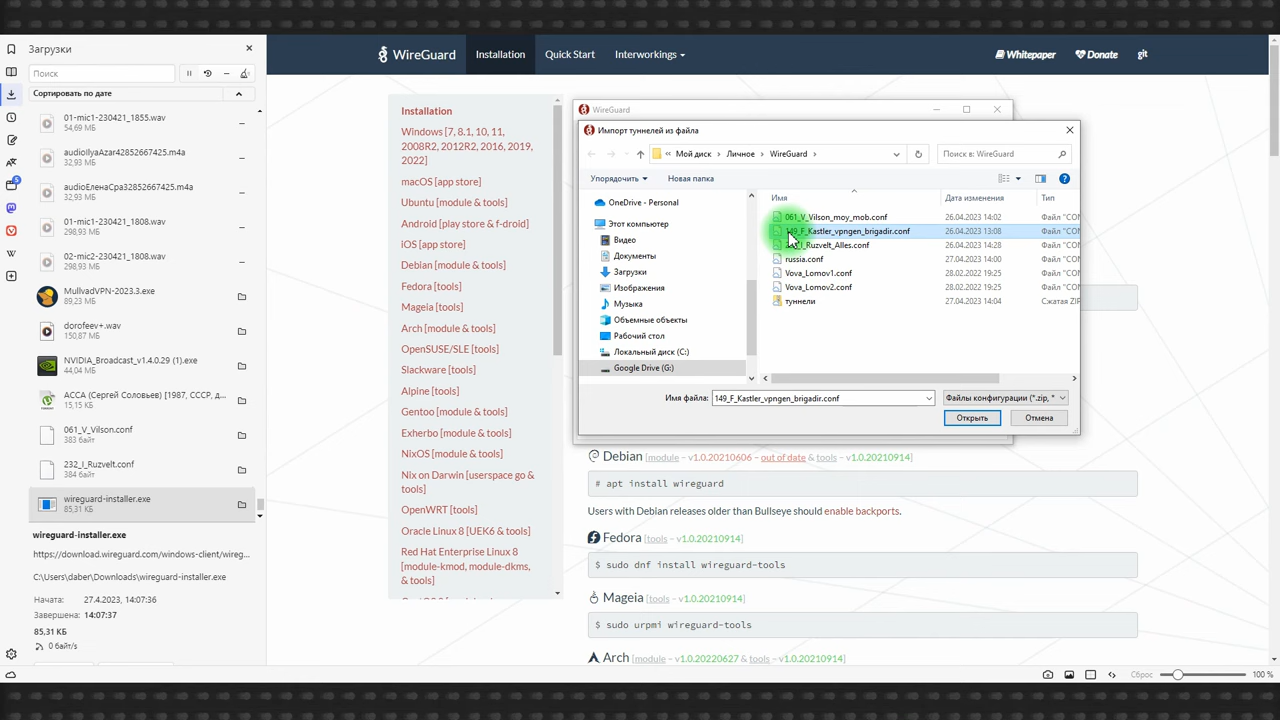 Загрузки
Поиск
Сортировать по дате
01-mic1-230421_1855.wav
54,69 МБ
audioIlyaAzar42852667425.m4a
32,93 МБ
audioЕленаСра32852667425.m4a
32,93 МБ
01-mic1-230421_1808.wav
02-mic2-230421_1808.wav
MullvadVPN-2023.3.exe
89,23 МБ
dorofeev+.wav
150,87 МБ
NVIDIA_Broadcast_v1.4.0.29 (1).exe
44,04 МБ
АССА (Сергей Соловьев) [1987, СССР, д...
15,15 КБ
061_V_Vilson.conf
383 байт
232_I_Ruzvelt.conf
384 байт
wireguard-installer.exe
85,31 КБ
wireguard-installer.exe
https://download.wireguard.com/windows-client/wireg...
C:\Users\daber\Downloads\wireguard-installer.exe
Начата: 27.4.2023, 14:07:36
Завершена: 14:07:37
85,31 КБ
0 байт/s
5
WireGuard
Installation
Quick Start
Interworkings
Whitepaper
Donate
git
Installation
Windows [7, 8.1, 10, 11,
2008R2, 2012R2, 2016, 2019,
2022]
macOS [app store]
Ubuntu [module & tools]
Android [play store & f-droid]
iOS [app store]
Debian [module & tools]
Fedora [tools]
Mageia [tools]
Arch [module & tools]
OpenSUSE/SLE [tools]
Slackware [tools]
Alpine [tools]
Gentoo [module & tools]
Exherbo [module & tools]
NixOS [module & tools]
Nix on Darwin [userspace go &
tools]
OpenWRT [tools]
Oracle Linux 8 [UEK6 & tools]
Red Hat Enterprise Linux 8
[module-kmod, module-dkms,
& tools]
WireGuard
Импорт туннелей из файла
Мой диск
Личное
WireGuard
Поиск в: WireGuard
Упорядочить
Новая папка
OneDrive - Personal
Этот компьютер
Видео
Документы
Загрузки
Изображения
Музыка
Объемные объекты
Рабочий стол
Локальный диск (C:)
Google Drive (G:)
Имя
Дата изменения
Тип
061_V_Vilson_moy_mob.conf 26.04.2023 14:02 Файл "CON
149_F_Kastler_vpngen_brigadir.conf 26.04.2023 13:08 Файл "CON
I_Ruzvelt_Alles.conf 26.04.2023 14:28 Файл "CON
russia.conf 27.04.2023 14:00 Файл "CON
Vova_Lomov1.conf 28.02.2022 19:25 Файл "CON
Vova_Lomov2.conf 28.02.2022 19:25 Файл "CON
туннели 27.04.2023 14:04 Сжатая ZIP
Имя файла:
149_F_Kastler_vpngen_brigadir.conf
Файлы конфигурации (*.zip, *
Открыть
Отмена
Debian [module – v1.0.20210606 – out of date & tools – v1.0.20210914]
# apt install wireguard
Users with Debian releases older than Bullseye should enable backports.
Fedora [tools – v1.0.20210914]
$ sudo dnf install wireguard-tools
Mageia [tools – v1.0.20210914]
$ sudo urpmi wireguard-tools
Arch [module – v1.0.20220627 & tools – v1.0.20210914]
Сброс
100 %